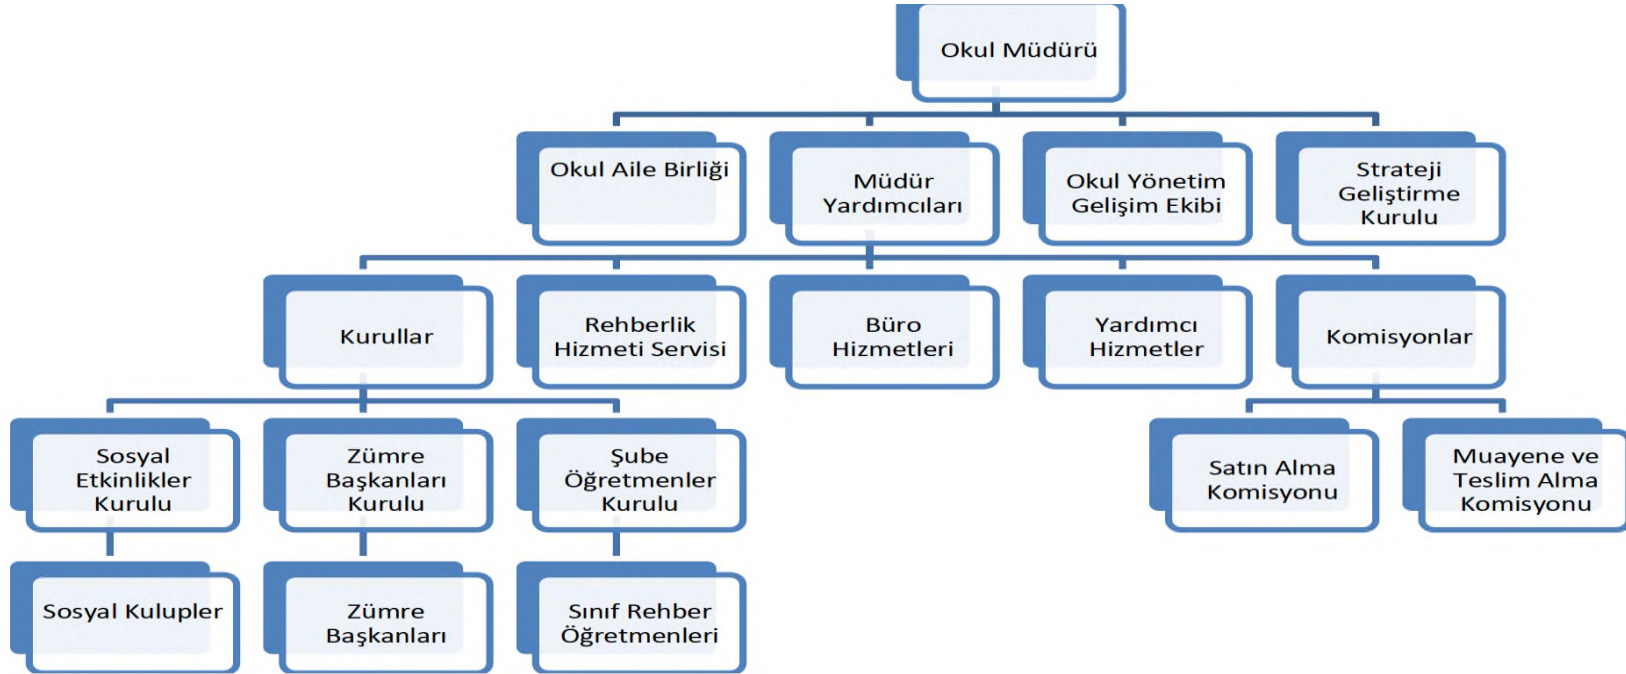 Okul Müdürü
Okul Aile Birliği
Müdür
Yardımcıları
Okul Yönetim
Gelişim Ekibi
Strateji
Geliştirme
Kurulu
Kurullar
Rehberlik
Hizmeti Servisi
Büro
Hizmetleri
Yardımcı
Hizmetler
Komisyonlar
Sosyal
Etkinlikler
Kurulu
Zümre
Başkanları
Kurulu
Şube
Öğretmenler
Kurulu
Satın Alma
Komisyonu
Muayene ve
Teslim Alma
Komisyonu
Sosyal Kulupler
Zümre
Başkanları
Sınıf Rehber
Öğretmenleri